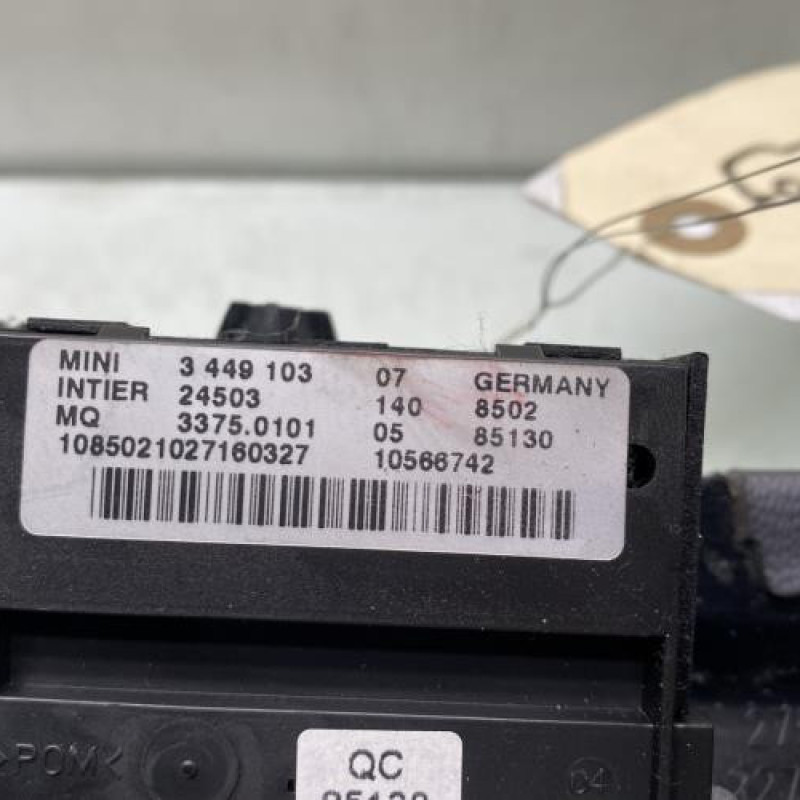 MINI 3 449 103 07 GERMANY
INTIER 24503 140 8502
MQ 3375.0101 05 85130
1085021027160327 10566742
>POM<
QC
04